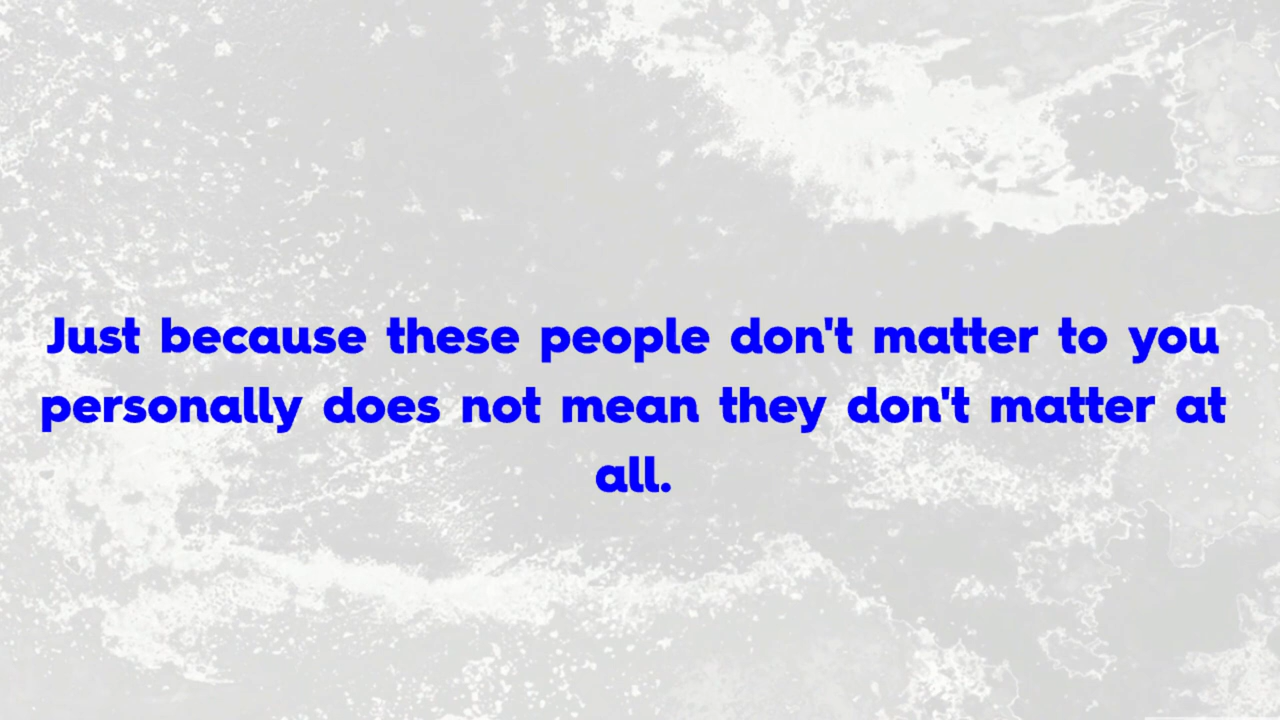 Just because these people don't matter to you
personally does not mean they don't matter at
all.